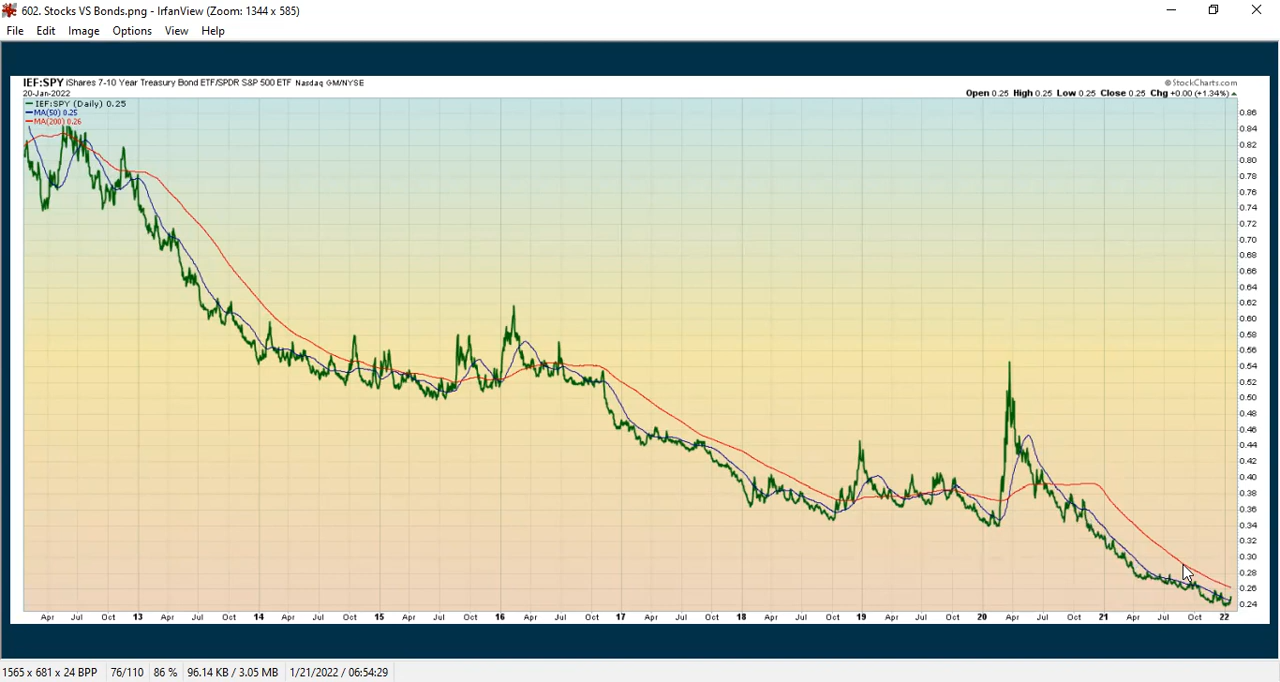 602. Stocks VS Bonds.png - IrfanView (Zoom: 1344 x 585)
File Edit Image Options View Help
IEF:SPY iShares 7-10 Year Treasury Bond ETF/SPDR S&P 500 ETF Nasdaq GM/NYSE
© StockCharts.com
20-Jan-2022
Open 0.25 High 0.25 Low 0.25 Close 0.25 Chg +0.00 (+1.34%)
IEF:SPY (Daily) 0.25
MA(50) 0.25
MA(200) 0.26
0.86
0.84
0.82
0.80
0.78
0.76
0.74
0.72
0.70
0.68
0.66
0.64
0.62
0.60
0.58
0.56
0.54
0.52
0.50
0.48
0.46
0.44
0.42
0.40
0.38
0.36
0.34
0.32
0.30
0.28
0.26
0.24
Apr Jul Oct 13 Apr Jul Oct 14 Apr Jul Oct 15 Apr Jul Oct 16 Apr Jul Oct 17 Apr Jul Oct 18 Apr Jul Oct 19 Apr Jul Oct 20 Apr Jul Oct 21 Apr Jul Oct 22
1565 x 681 x 24 BPP 76/110 86 % 96.14 KB / 3.05 MB 1/21/2022 / 06:54:29